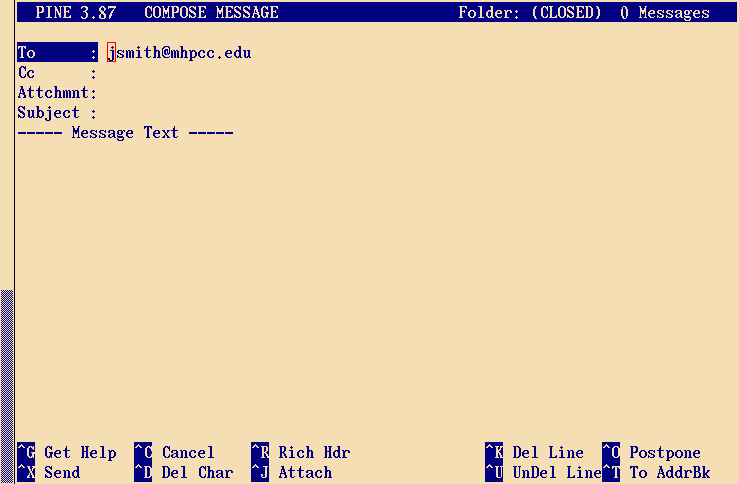 PINE 3.87   COMPOSE MESSAGE                    Folder: (CLOSED)  0 Messages
To      : jsmith@mhpcc.edu
Cc      :
Attchmnt:
Subject :
----- Message Text -----
^G Get Help  ^C Cancel    ^R Rich Hdr               ^K Del Line  ^O Postpone
^X Send      ^D Del Char  ^J Attach                 ^U UnDel Line^T To AddrBk